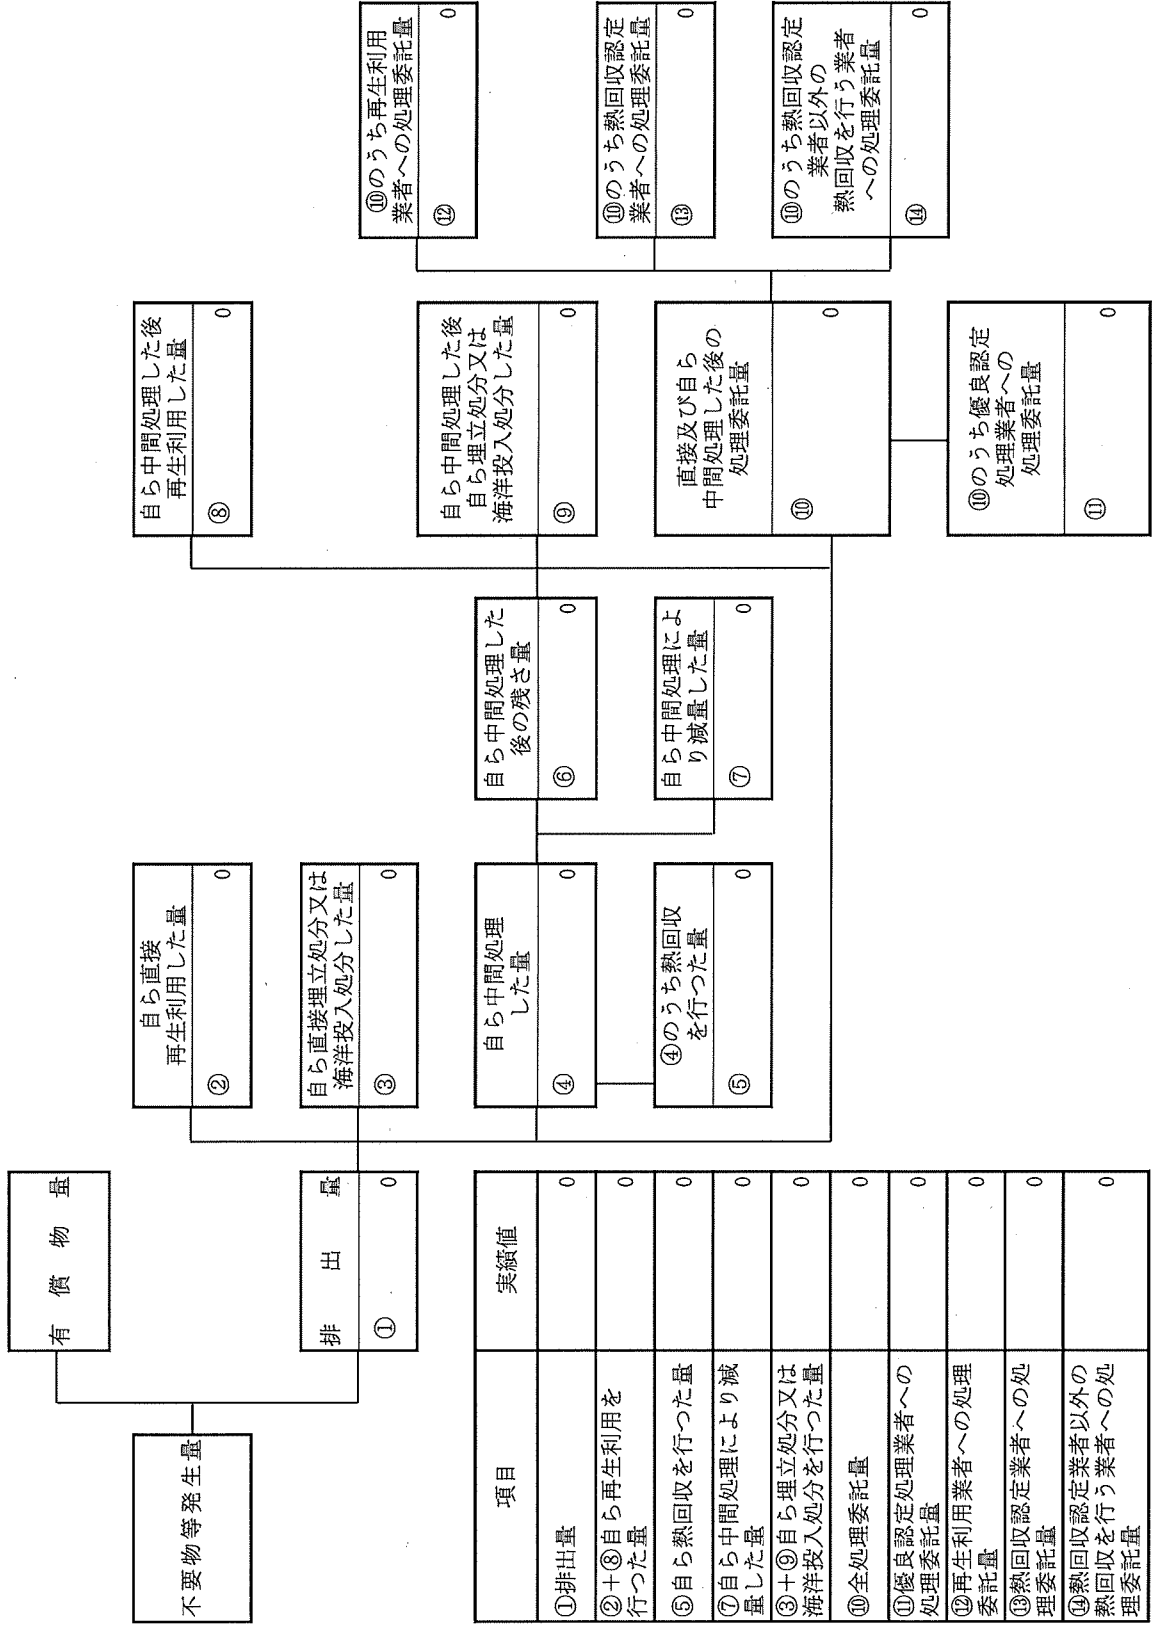 不要物等発生量
有償物量
排出量
① 0
自ら直接
再生利用した量
② 0
自ら直接埋立処分又は
海洋投入処分した量
③ 0
自ら中間処理
した量
④ 0
④のうち熱回収
を行つた量
⑤ 0
自ら中間処理した
後の残さ量
⑥ 0
自ら中間処理によ
り減量した量
⑦ 0
自ら中間処理した後
再生利用した量
⑧ 0
自ら中間処理した後
自ら埋立処分又は
海洋投入処分した量
⑨ 0
直接及び自ら
中間処理した後の
処理委託量
⑩ 0
⑩のうち優良認定
処理業者への
処理委託量
⑪ 0
⑩のうち再生利用
業者への処理委託量
⑫ 0
⑩のうち熱回収認定
業者への処理委託量
⑬ 0
⑩のうち熱回収認定
業者以外の
熱回収を行う業者
への処理委託量
⑭ 0
項目 実績値
①排出量 0
②+⑧自ら再生利用を
行つた量 0
⑤自ら熱回収を行つた量 0
⑦自ら中間処理により減
量した量 0
③+⑨自ら埋立処分又は
海洋投入処分を行つた量 0
⑩全処理委託量 0
⑪優良認定処理業者への
処理委託量 0
⑫再生利用業者への処理
委託量 0
⑬熱回収認定業者への処
理委託量 0
⑭熱回収認定業者以外の
熱回収を行う業者への処
理委託量 0